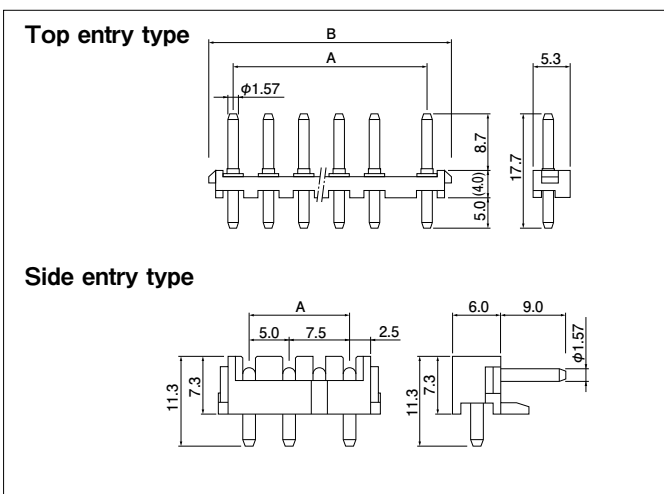 Top entry type
B
A
5.3
φ1.57
8.7
(4.0)
5.0
17.7
Side entry type
A
5.0 7.5 2.5
11.3
7.3
6.0 9.0
φ1.57
11.3
7.3